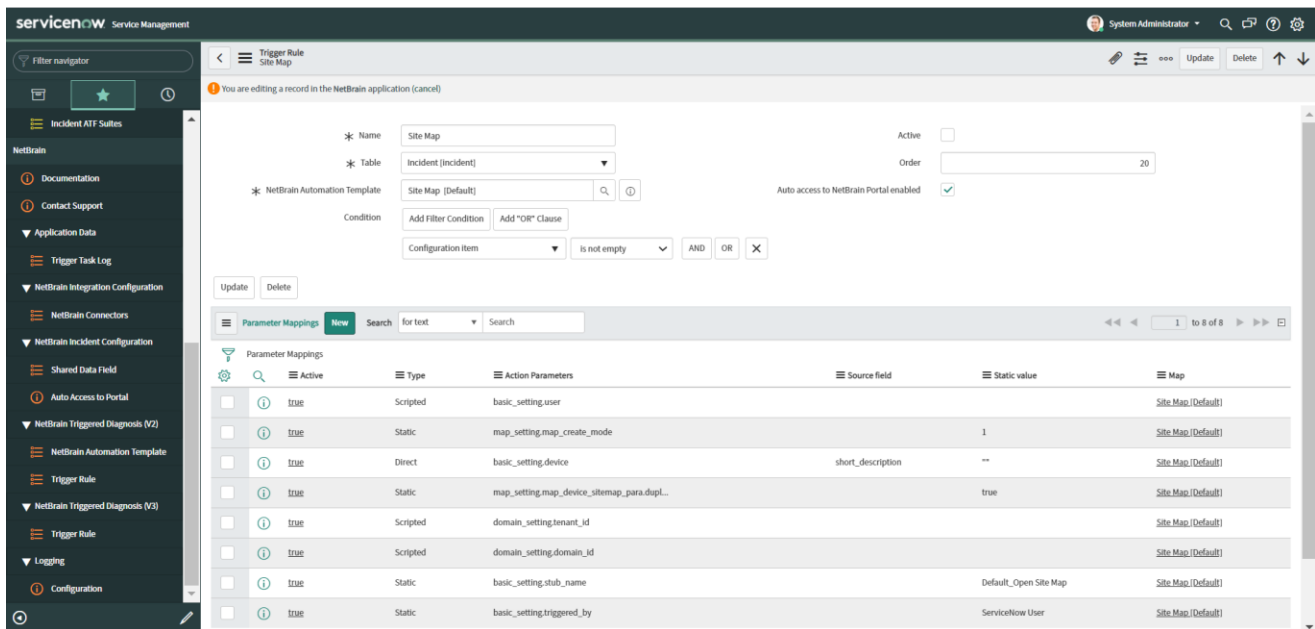 servicenow Service Management
System Administrator
Filter navigator
Trigger Rule
Site Map
Update
Delete
You are editing a record in the NetBrain application (cancel)
Incident ATF Suites
NetBrain
Documentation
Contact Support
Application Data
Trigger Task Log
NetBrain Integration Configuration
NetBrain Connectors
NetBrain Incident Configuration
Shared Data Field
Auto Access to Portal
NetBrain Triggered Diagnosis (V2)
NetBrain Automation Template
Trigger Rule
NetBrain Triggered Diagnosis (V3)
Trigger Rule
Logging
Configuration
Name Site Map
Active
Table Incident [incident]
Order 20
NetBrain Automation Template Site Map [Default]
Auto access to NetBrain Portal enabled
Condition Add Filter Condition Add "OR" Clause
Configuration item is not empty AND OR X
Update Delete
Parameter Mappings New Search for text Search 1 to 8 of 8
Parameter Mappings
Active Type Action Parameters Source field Static value Map
true Scripted basic_setting.user Site Map [Default]
true Static map_setting.map_create_mode 1 Site Map [Default]
true Direct basic_setting.device short_description "" Site Map [Default]
true Static map_setting.map_device_sitemap_para.dupl... true Site Map [Default]
true Scripted domain_setting.tenant_id Site Map [Default]
true Scripted domain_setting.domain_id Site Map [Default]
true Static basic_setting.stub_name Default_Open Site Map Site Map [Default]
true Static basic_setting.triggered_by ServiceNow User Site Map [Default]